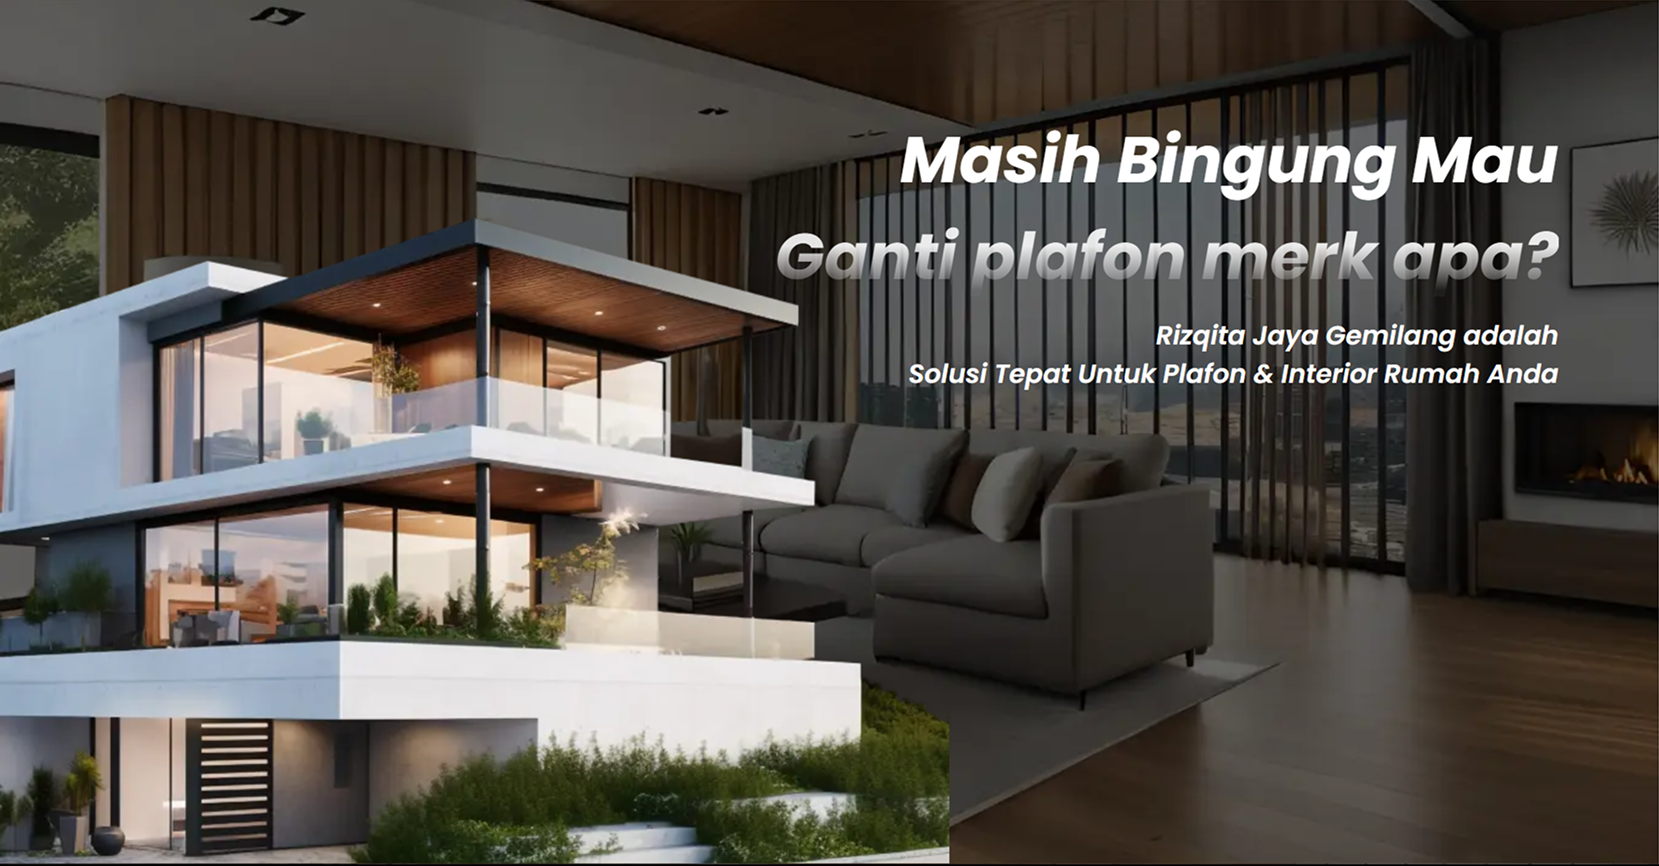 Masih Bingung Mau
Ganti plafon merk apa?
Rizqita Jaya Gemilang adalah
Solusi Tepat Untuk Plafon & Interior Rumah Anda